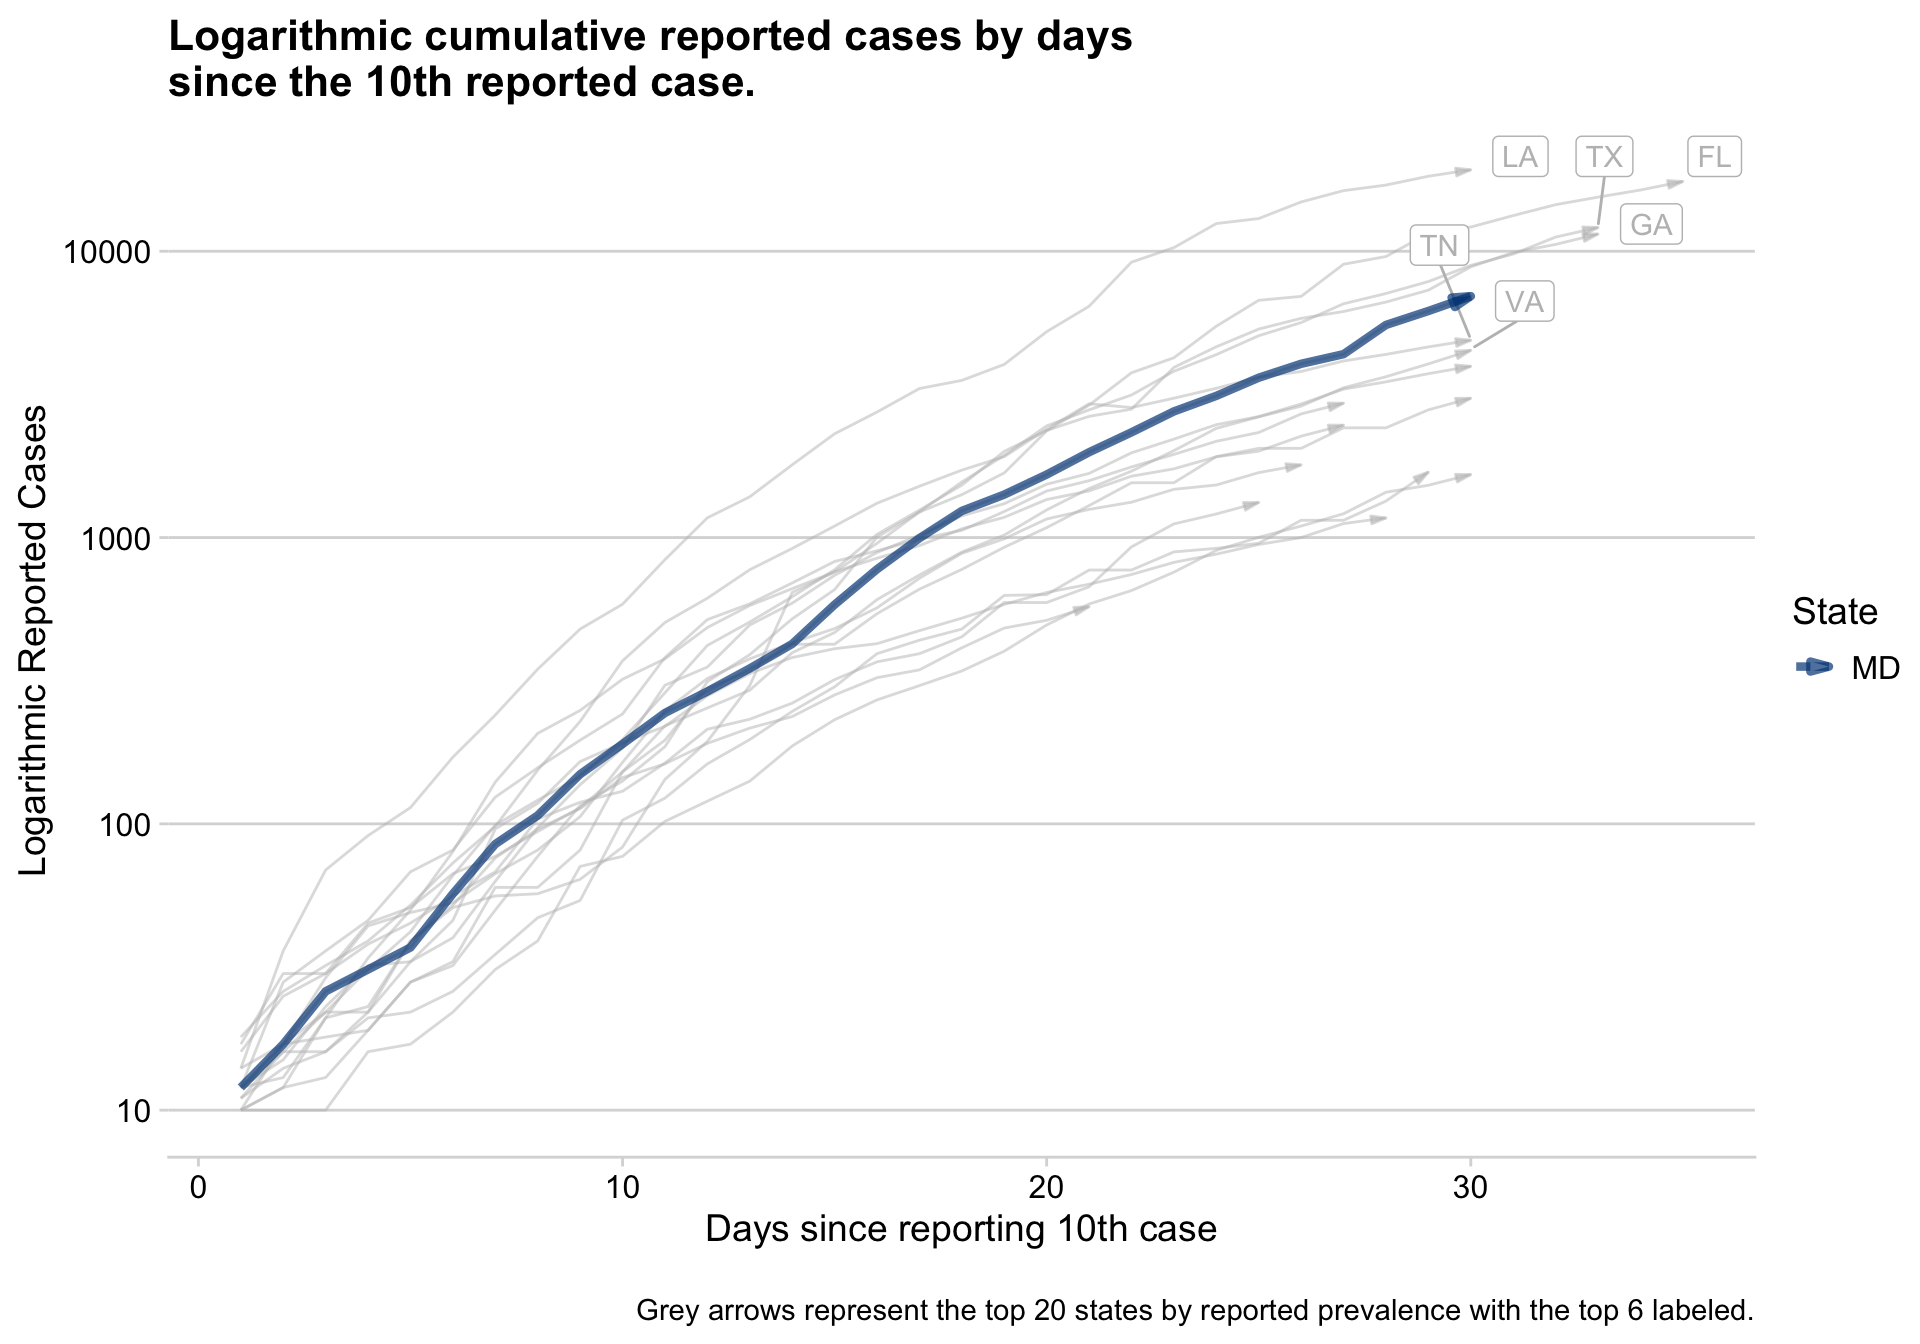 Logarithmic cumulative reported cases by days
since the 10th reported case.
LA
TX
FL
GA
TN
VA
10000
1000
100
10
Logarithmic Reported Cases
State
MD
0
10
20
30
Days since reporting 10th case
Grey arrows represent the top 20 states by reported prevalence with the top 6 labeled.